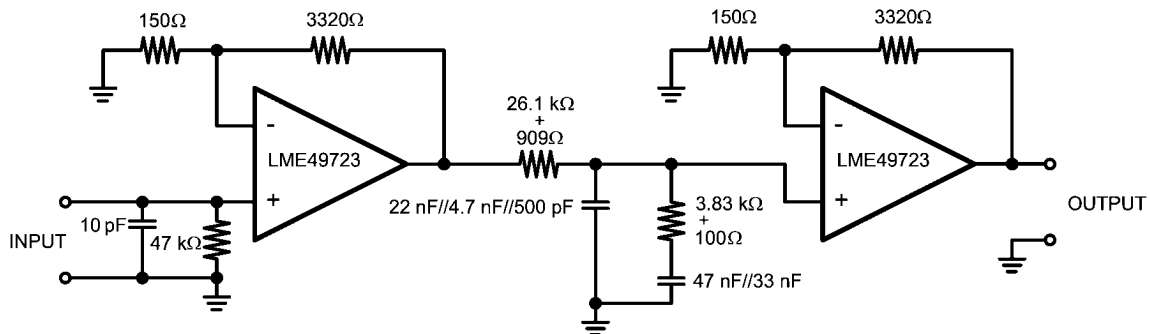 150Ω
3320Ω
150Ω
3320Ω
26.1 kΩ
+
909Ω
-
LME49723
+
-
LME49723
+
22 nF//4.7 nF//500 pF
3.83 kΩ
+
100Ω
47 nF//33 nF
INPUT
10 pF
47 kΩ
OUTPUT